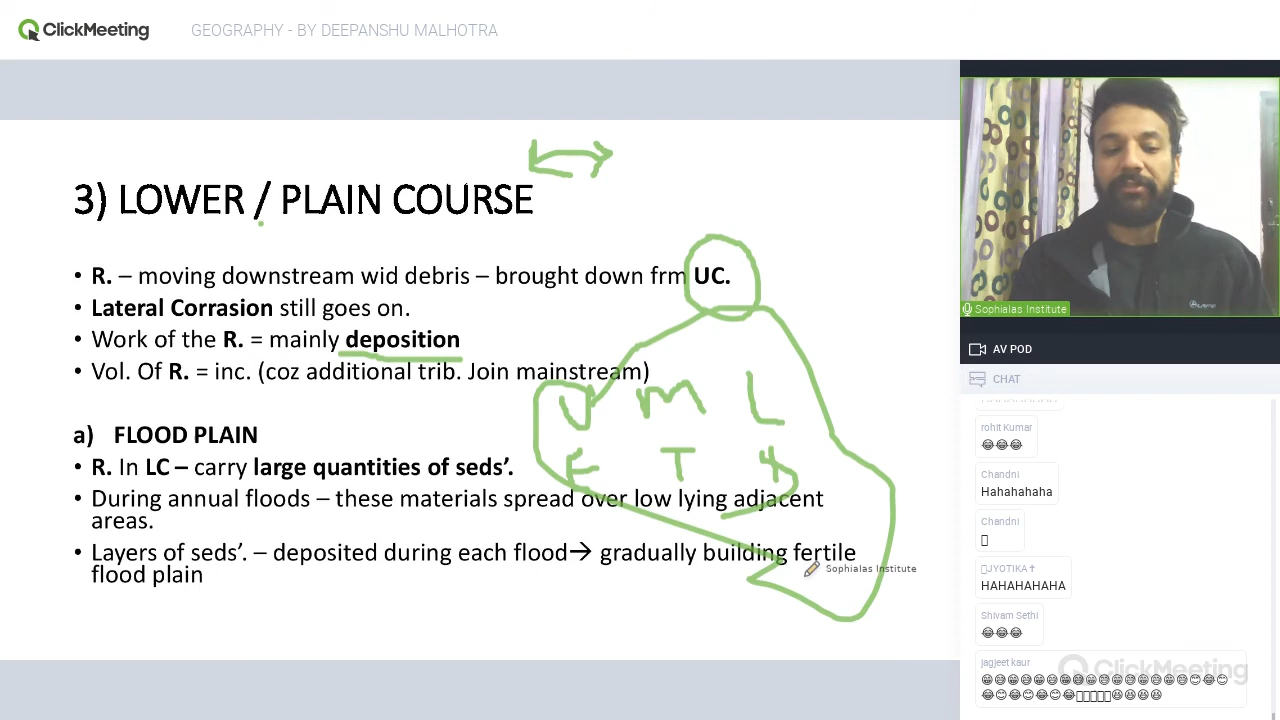 ClickMeeting
GEOGRAPHY - BY DEEPANSHU MALHOTRA
3) LOWER / PLAIN COURSE
• R. – moving downstream wid debris – brought down frm UC.
• Lateral Corrasion still goes on.
• Work of the R. = mainly deposition
• Vol. Of R. = inc. (coz additional trib. Join mainstream)
U m L
T
a) FLOOD PLAIN
• R. In LC – carry large quantities of seds’.
• During annual floods – these materials spread over low lying adjacent
areas.
• Layers of seds’. – deposited during each flood→ gradually building fertile
flood plain
Sophialas Institute
Sophialas Institute
AV POD
CHAT
rohit Kumar
😂😂😂
Chandni
Hahahahaha
Chandni
JYOTIKA✝
HAHAHAHAHA
Shivam Sethi
😂😂😂
jagjeet kaur
ClickMeeting